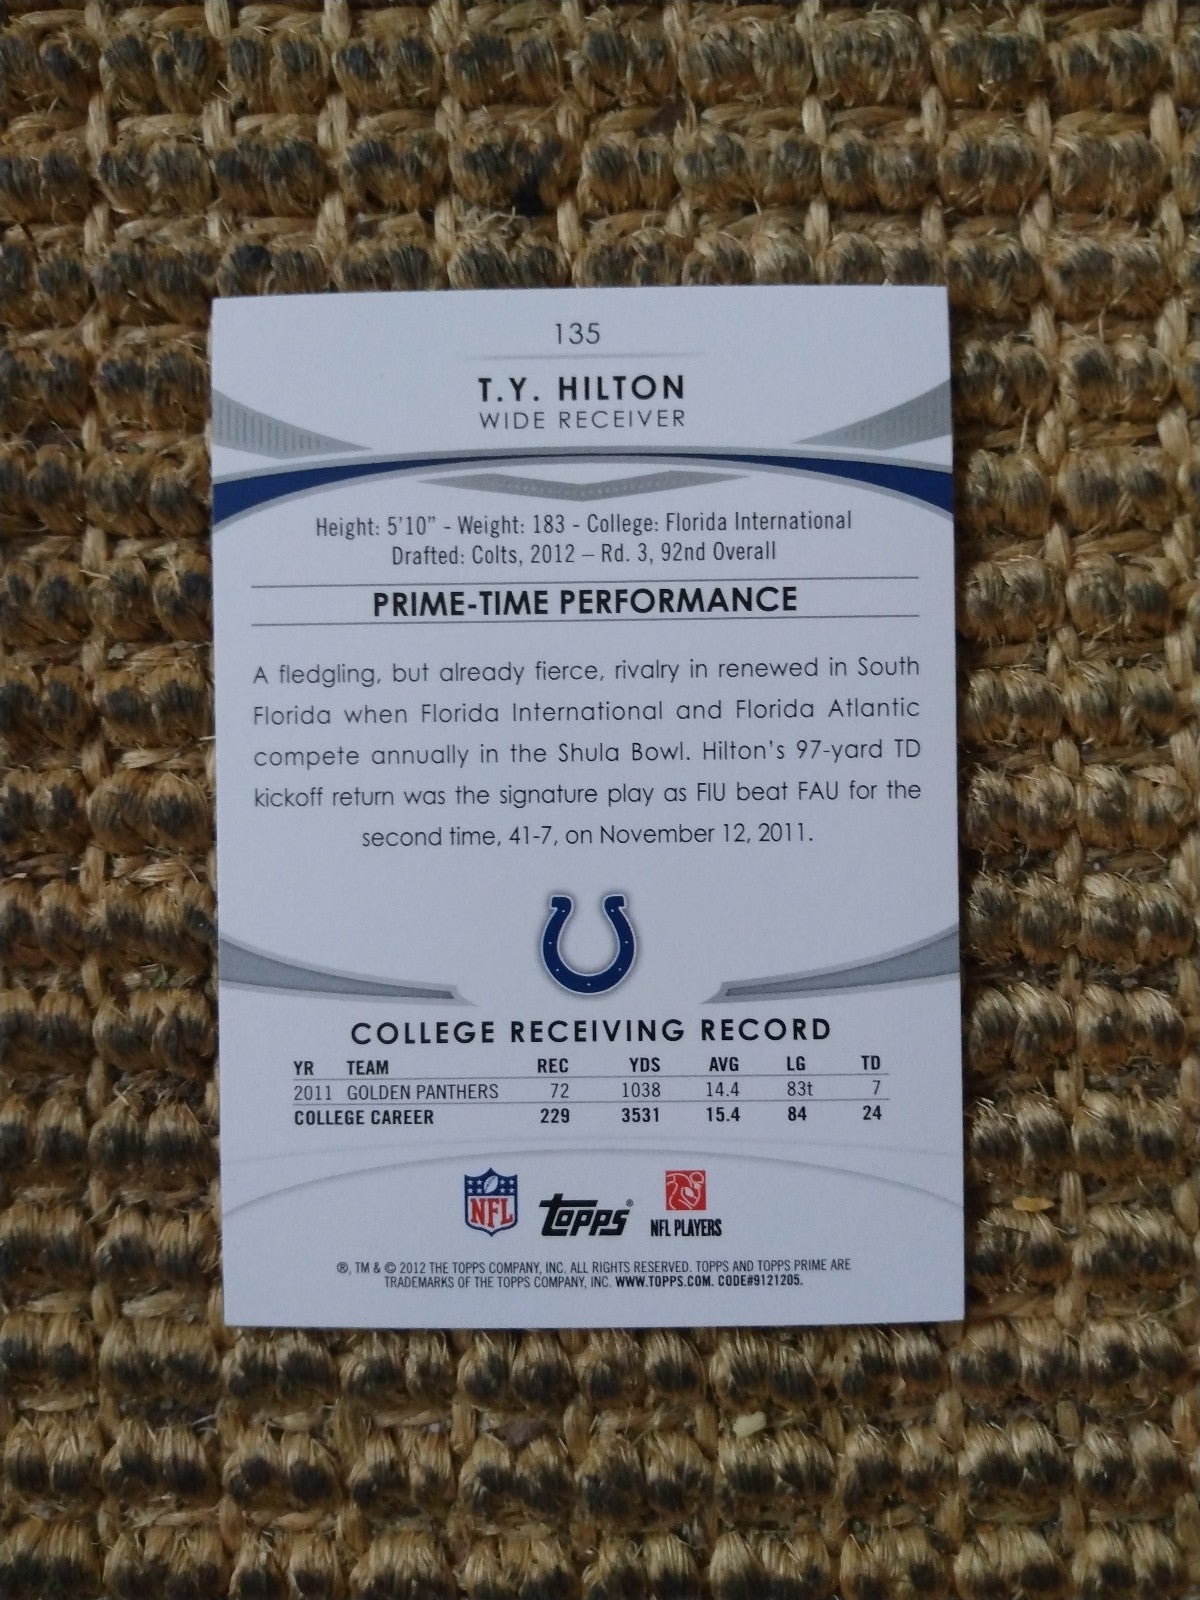 135
T.Y. HILTON
WIDE RECEIVER
Height: 5'10" - Weight: 183 - College: Florida International
Drafted: Colts, 2012 – Rd. 3, 92nd Overall
PRIME-TIME PERFORMANCE
A fledgling, but already fierce, rivalry in renewed in South
Florida when Florida International and Florida Atlantic
compete annually in the Shula Bowl. Hilton's 97-yard TD
kickoff return was the signature play as FIU beat FAU for the
second time, 41-7, on November 12, 2011.
COLLEGE RECEIVING RECORD
YR TEAM REC YDS AVG LG TD
2011 GOLDEN PANTHERS 72 1038 14.4 83t 7
COLLEGE CAREER 229 3531 15.4 84 24
NFL topps® NFL PLAYERS
®, TM & © 2012 THE TOPPS COMPANY, INC. ALL RIGHTS RESERVED. TOPPS AND TOPPS PRIME ARE
TRADEMARKS OF THE TOPPS COMPANY, INC. WWW.TOPPS.COM. CODE#9121205.